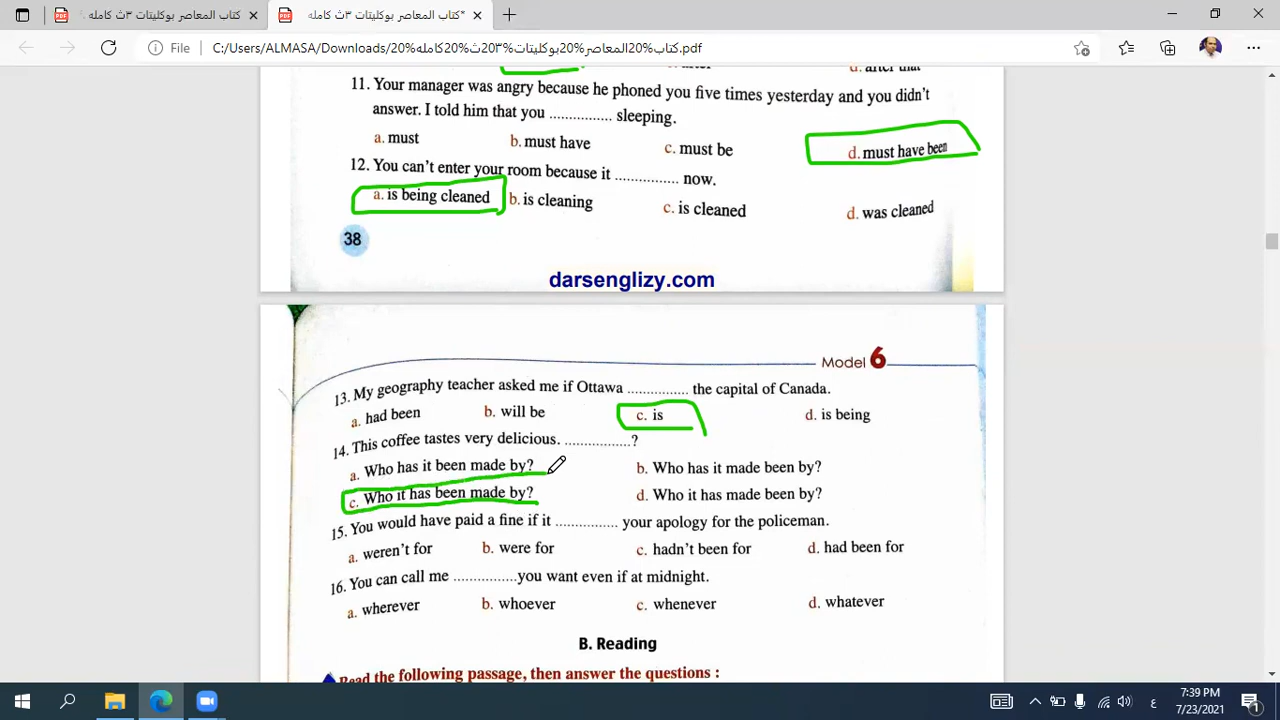 كتاب المعاصر بوكليتات ٣ث كامله
كتاب المعاصر بوكليتات ٣ث كامله*
File
C:/Users/ALMASA/Downloads/كتاب%20المعاصر%20بوكليتات%20٣ث%20كامله.pdf
d. after that
11. Your manager was angry because he phoned you five times yesterday and you didn't
answer. I told him that you ................ sleeping.
a. must b. must have c. must be d. must have been
12. You can't enter your room because it ................ now.
a. is being cleaned b. is cleaning c. is cleaned d. was cleaned
38
darsenglizy.com
Model 6
13. My geography teacher asked me if Ottawa ................ the capital of Canada.
a. had been b. will be c. is d. is being
14. This coffee tastes very delicious. ................?
a. Who has it been made by? b. Who has it made been by?
c. Who it has been made by? d. Who it has made been by?
15. You would have paid a fine if it ................ your apology for the policeman.
a. weren't for b. were for c. hadn't been for d. had been for
16. You can call me ................you want even if at midnight.
a. wherever b. whoever c. whenever d. whatever
B. Reading
Read the following passage, then answer the questions :
ع
7:39 PM
7/23/2021